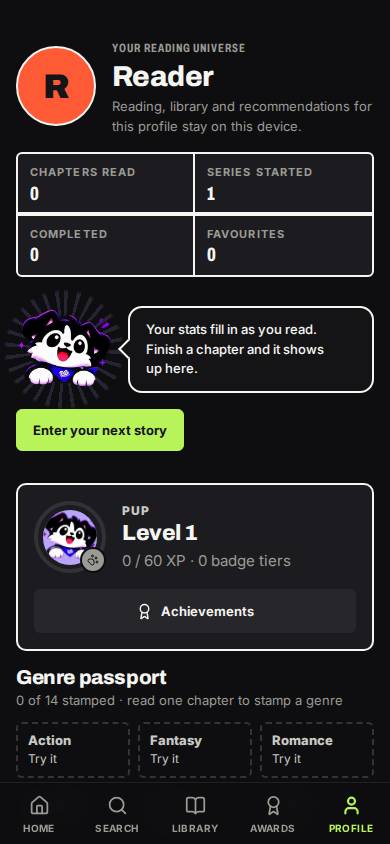 YOUR READING UNIVERSE
R
Reader
Reading, library and recommendations for
this profile stay on this device.
CHAPTERS READ
0
SERIES STARTED
1
COMPLETED
0
FAVOURITES
0
Your stats fill in as you read.
Finish a chapter and it shows
up here.
Enter your next story
PUP
Level 1
0 / 60 XP · 0 badge tiers
Achievements
Genre passport
0 of 14 stamped · read one chapter to stamp a genre
Action
Try it
Fantasy
Try it
Romance
Try it
HOME
SEARCH
LIBRARY
AWARDS
PROFILE